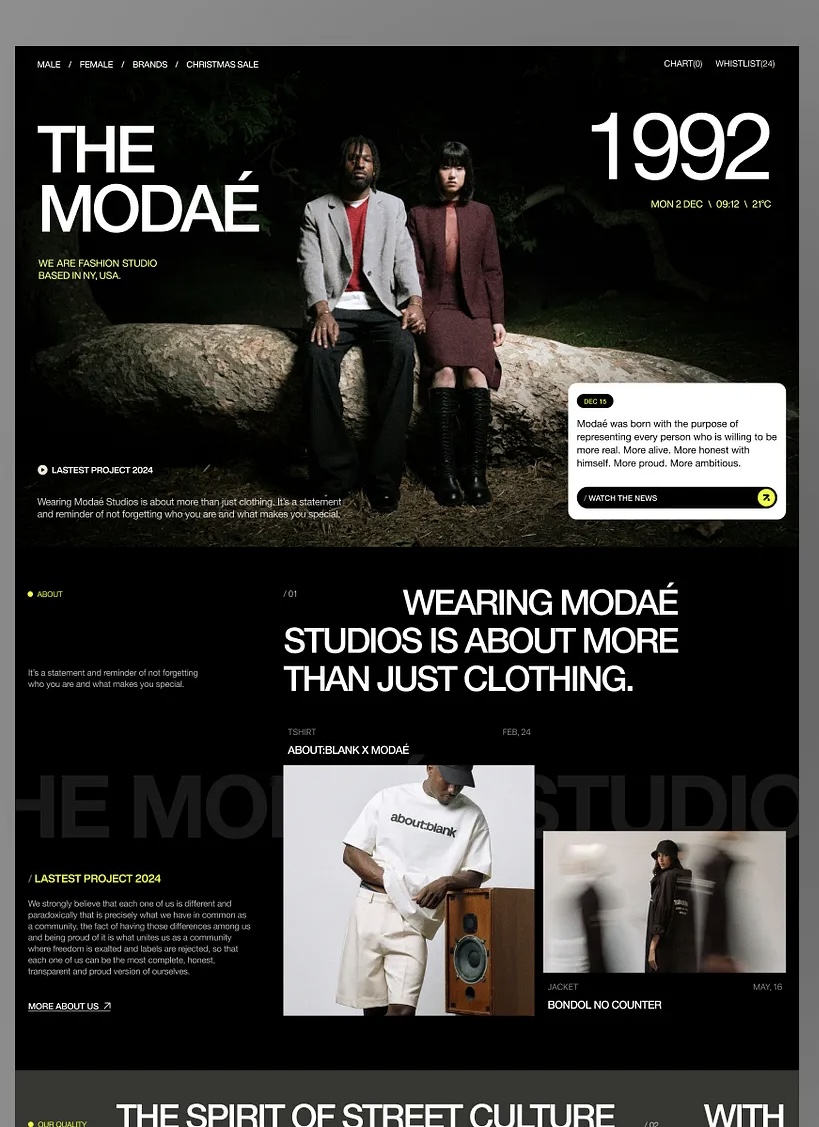 MALE / FEMALE / BRANDS / CHRISTMAS SALE
CHART(0) WHISTLIST(24)
THE
MODAÉ
1992
MON 2 DEC \ 09:12 \ 21°C
WE ARE FASHION STUDIO
BASED IN NY, USA.
DEC 15
Modaé was born with the purpose of
representing every person who is willing to be
more real. More alive. More honest with
himself. More proud. More ambitious.
/ WATCH THE NEWS
LASTEST PROJECT 2024
Wearing Modaé Studios is about more than just clothing. It's a statement
and reminder of not forgetting who you are and what makes you special.
ABOUT
/ 01
WEARING MODAÉ
STUDIOS IS ABOUT MORE
THAN JUST CLOTHING.
It's a statement and reminder of not forgetting
who you are and what makes you special.
TSHIRT FEB, 24
ABOUT:BLANK X MODAÉ
about:blank
HE MO STUDIO
/ LASTEST PROJECT 2024
We strongly believe that each one of us is different and
paradoxically that is precisely what we have in common as
a community, the fact of having those differences among us
and being proud of it is what unites us as a community
where freedom is exalted and labels are rejected, so that
each one of us can be the most complete, honest,
transparent and proud version of ourselves.
MORE ABOUT US
JACKET MAY, 16
BONDOL NO COUNTER
OUR QUALITY
THE SPIRIT OF STREET CULTURE / 02 WITH